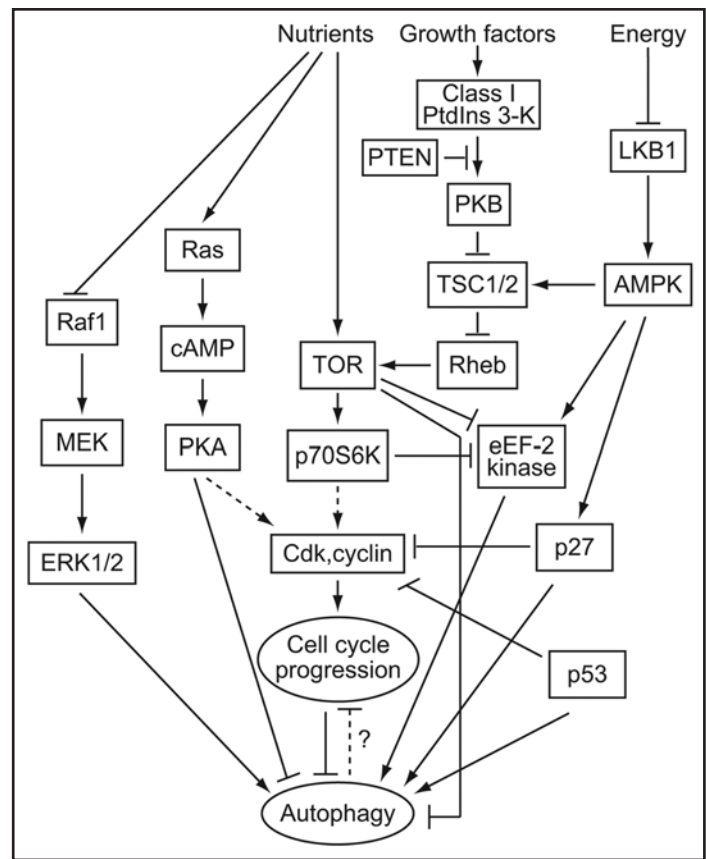 Nutrients
Growth factors
Energy
Class I
PtdIns 3-K
PTEN
LKB1
PKB
Ras
TSC1/2
AMPK
Raf1
cAMP
TOR
Rheb
MEK
PKA
p70S6K
eEF-2
kinase
ERK1/2
Cdk,cyclin
p27
Cell cycle
progression
p53
?
Autophagy